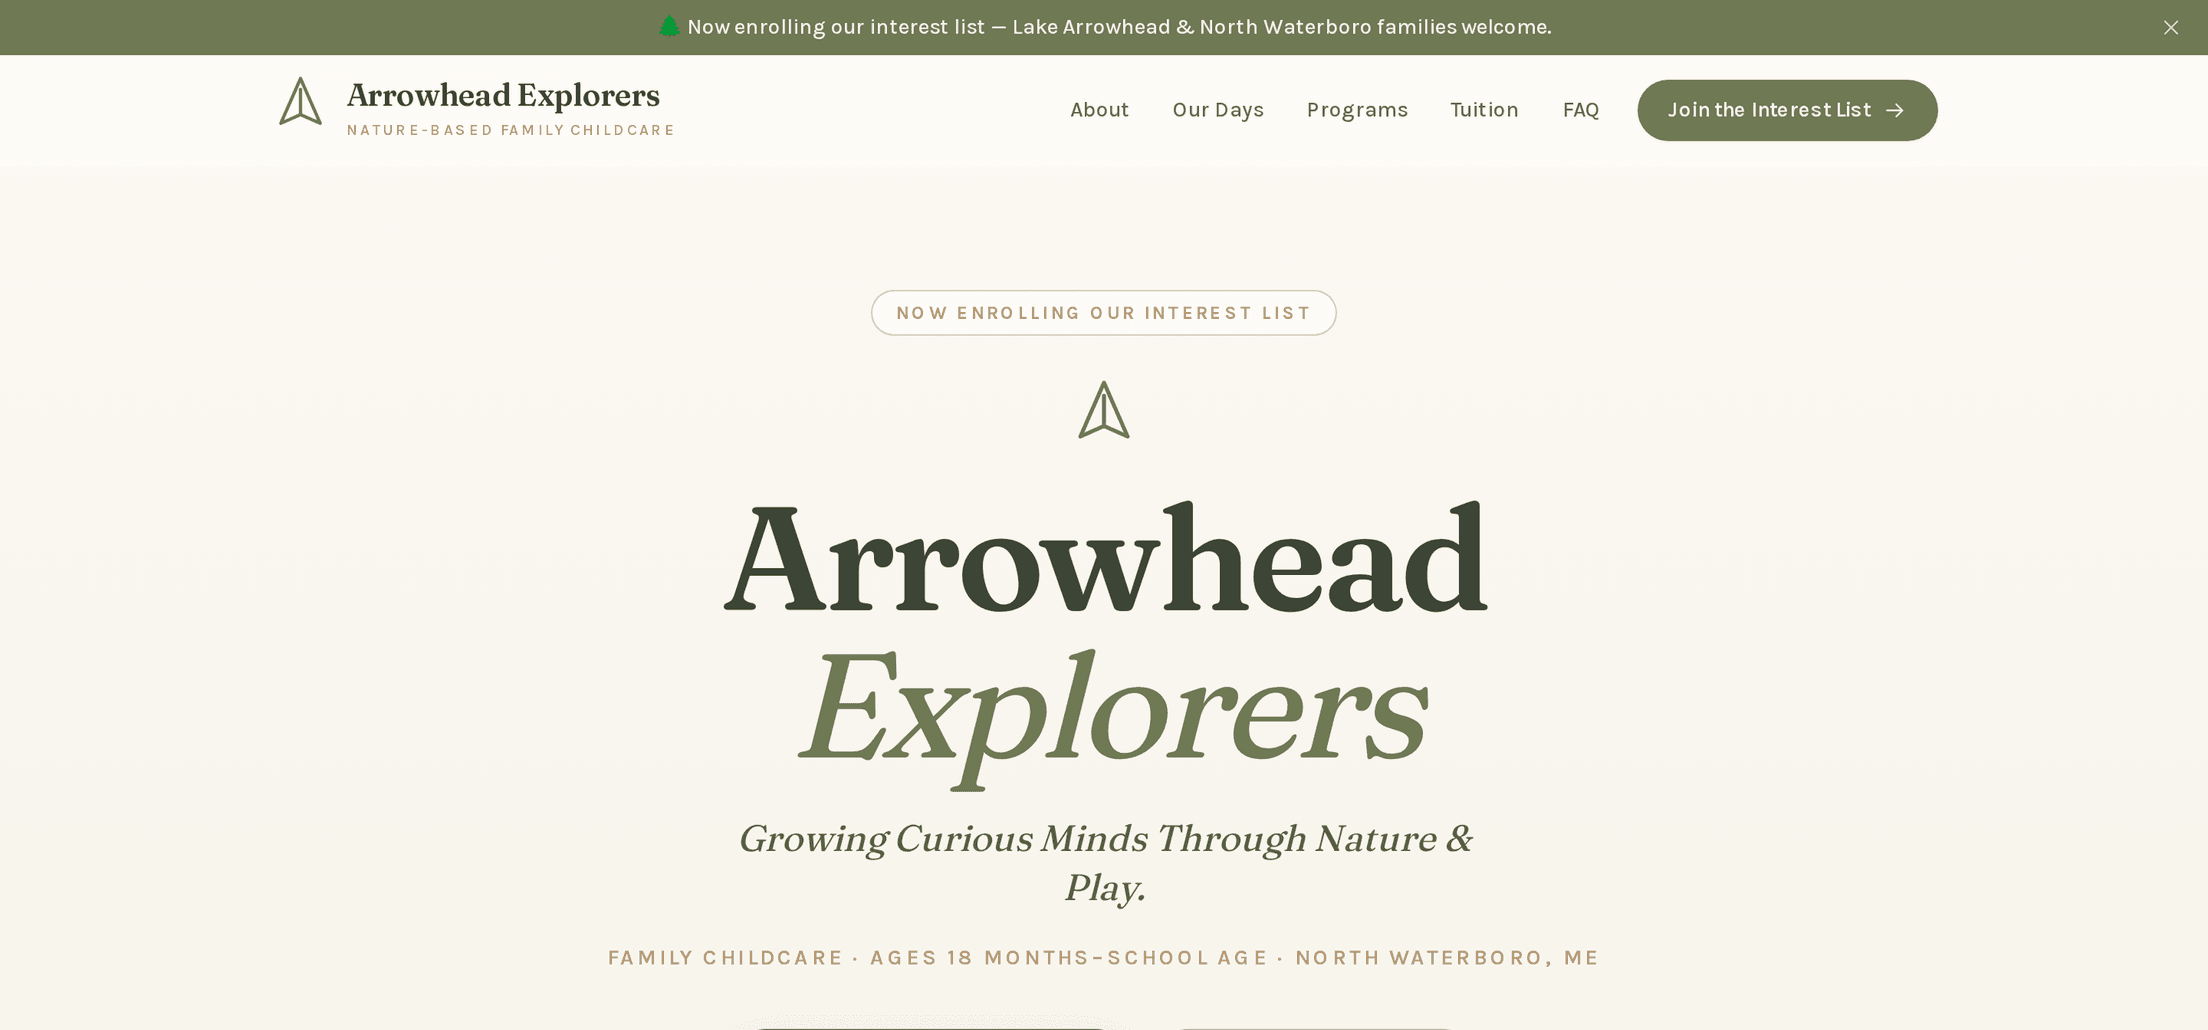 🌲 Now enrolling our interest list — Lake Arrowhead & North Waterboro families welcome.
Arrowhead Explorers
NATURE-BASED FAMILY CHILDCARE
About
Our Days
Programs
Tuition
FAQ
Join the Interest List →
NOW ENROLLING OUR INTEREST LIST
Arrowhead
Explorers
Growing Curious Minds Through Nature &
Play.
FAMILY CHILDCARE · AGES 18 MONTHS–SCHOOL AGE · NORTH WATERBORO, ME